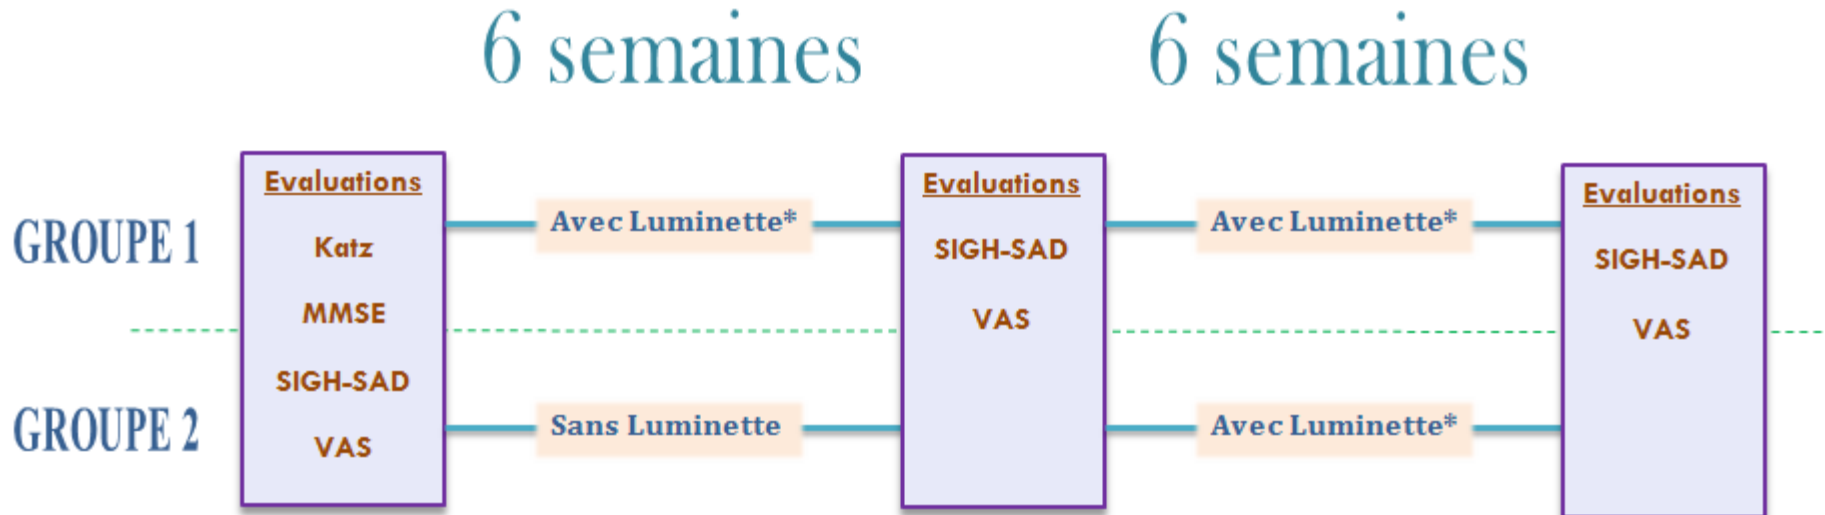 6 semaines
6 semaines
GROUPE 1
GROUPE 2
Evaluations
Katz
MMSE
SIGH-SAD
VAS
Avec Luminette*
Sans Luminette
Evaluations
SIGH-SAD
VAS
Avec Luminette*
Avec Luminette*
Evaluations
SIGH-SAD
VAS